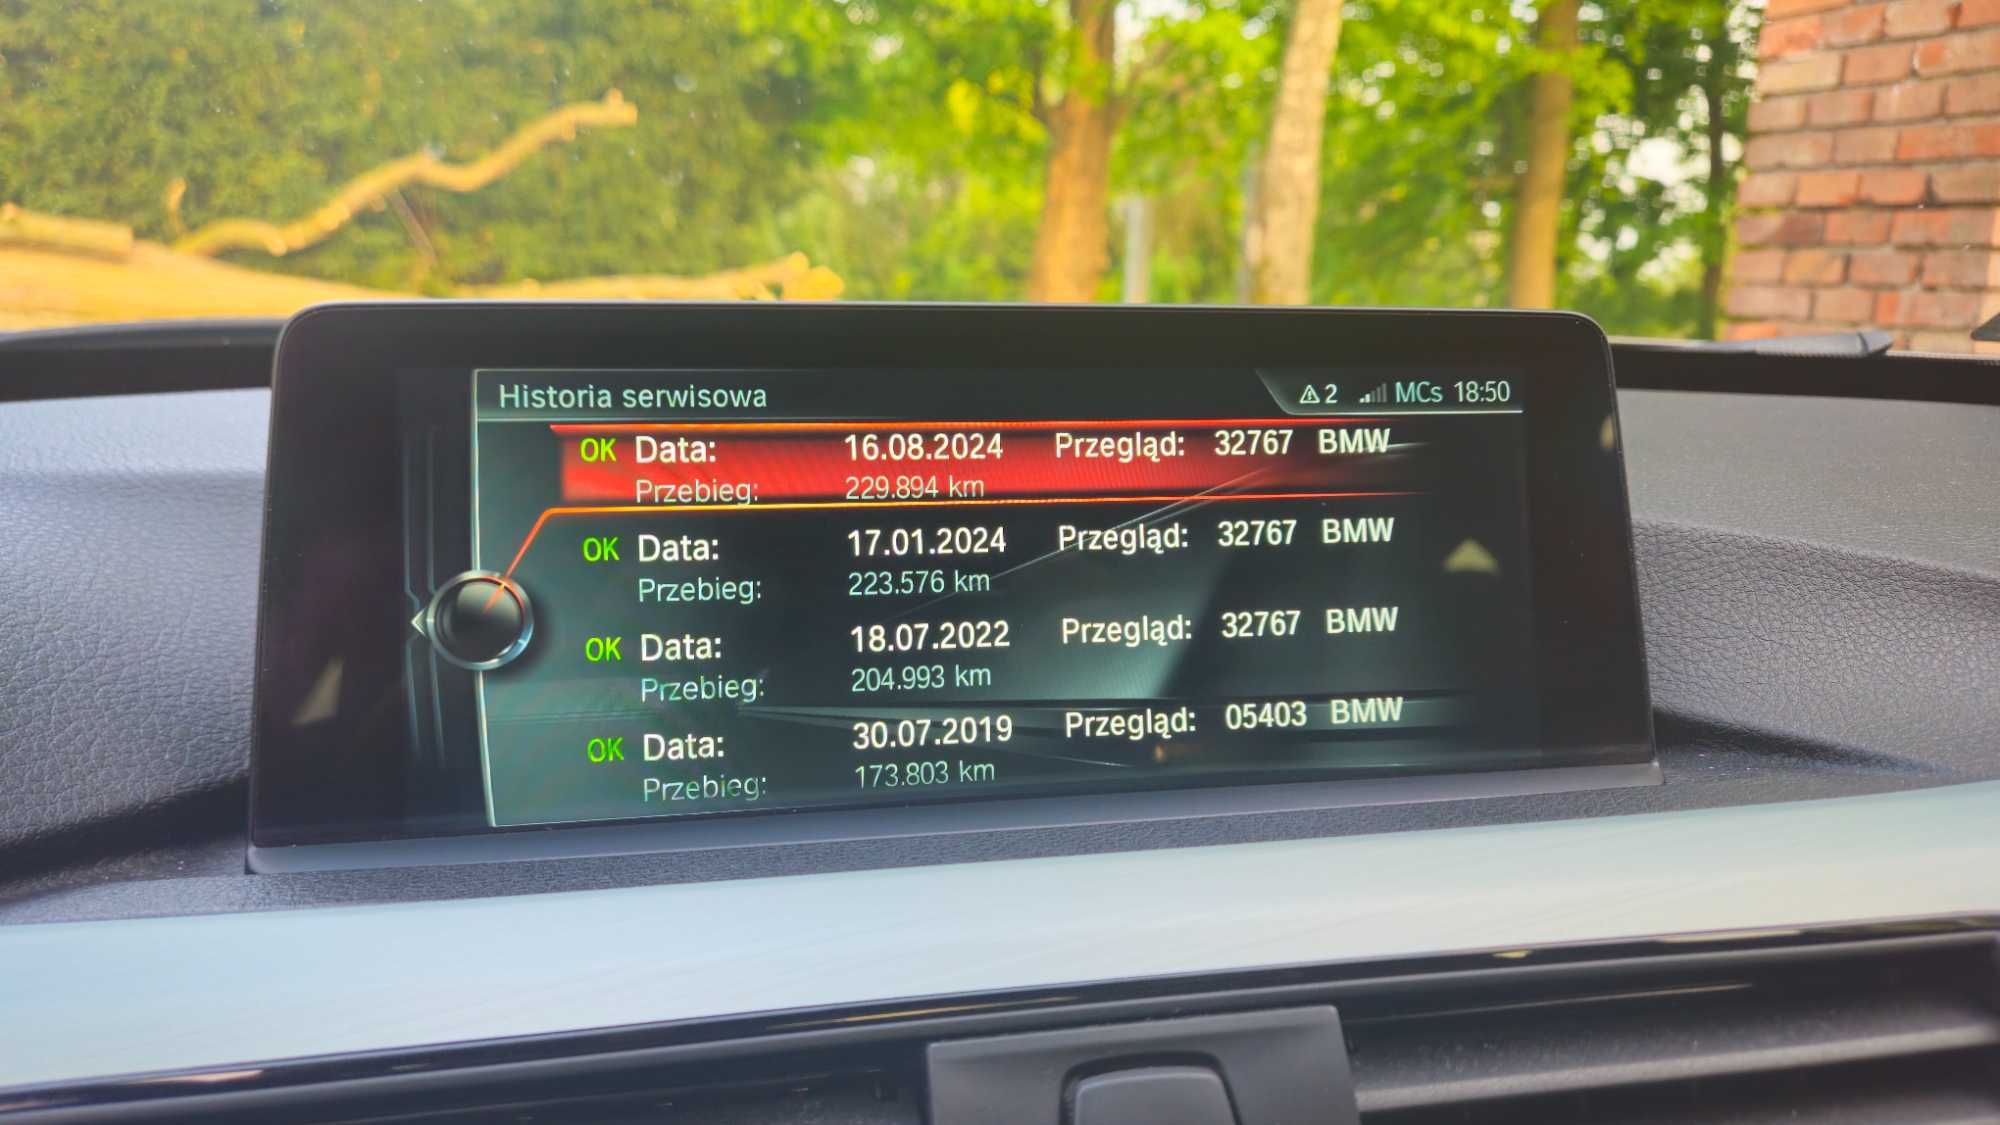 Historia serwisowa 2 MCs 18:50
OK Data: 16.08.2024 Przegląd: 32767 BMW
Przebieg: 229.894 km
OK Data: 17.01.2024 Przegląd: 32767 BMW
Przebieg: 223.576 km
OK Data: 18.07.2022 Przegląd: 32767 BMW
Przebieg: 204.993 km
OK Data: 30.07.2019 Przegląd: 05403 BMW
Przebieg: 173.803 km